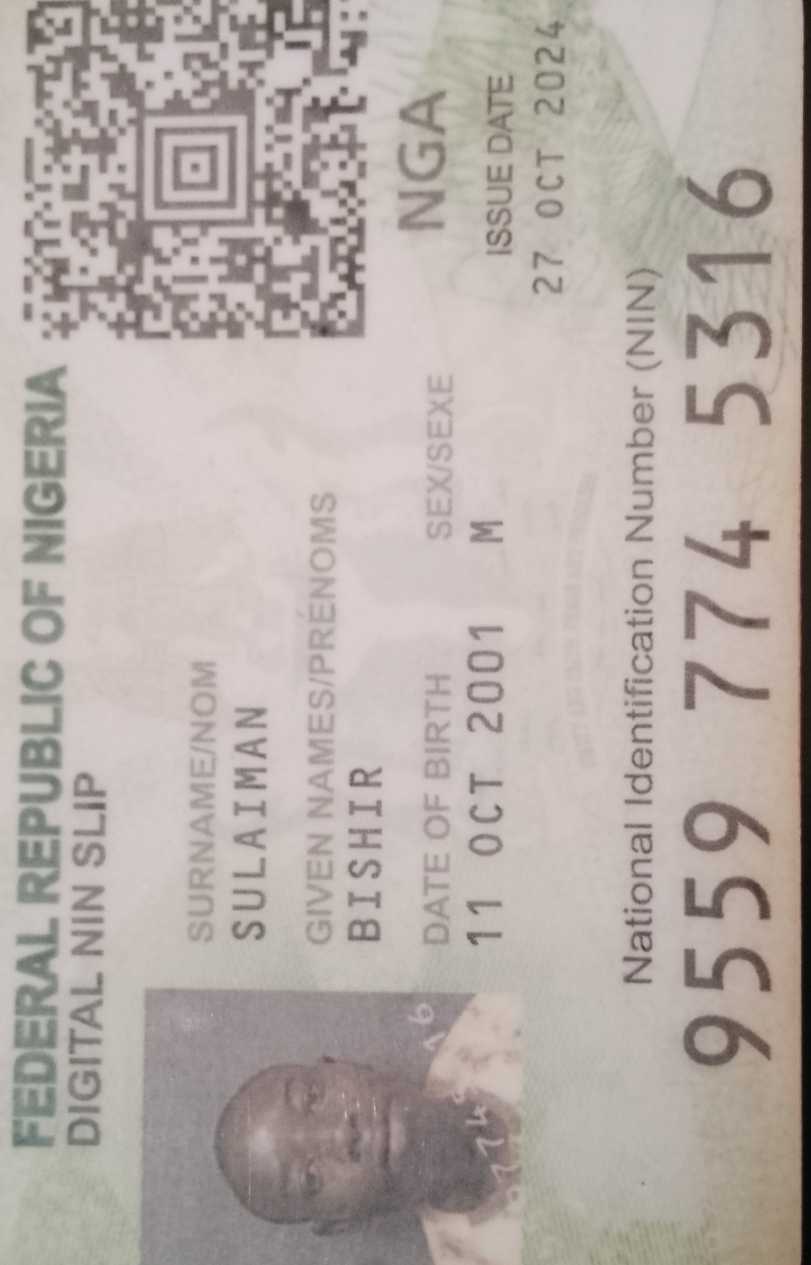 FEDERAL REPUBLIC OF NIGERIA
DIGITAL NIN SLIP
SURNAME/NOM
SULAIMAN
GIVEN NAMES/PRÉNOMS
BISHIR
DATE OF BIRTH SEX/SEXE
11 OCT 2001 M
NGA
ISSUE DATE
27 OCT 2024
National Identification Number (NIN)
9559 774 5316